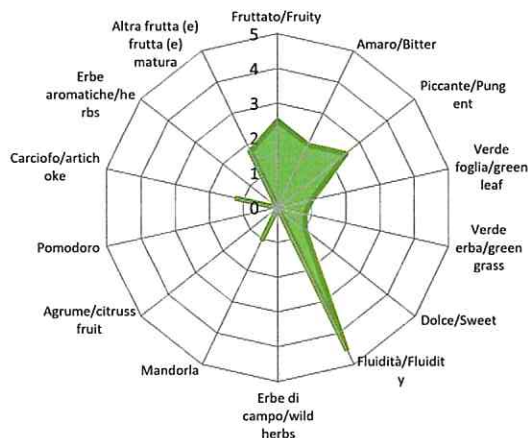 Fruttato/Fruity
Amaro/Bitter
Piccante/Pung
ent
Verde
foglia/green
leaf
Verde
erba/green
grass
Dolce/Sweet
Fluidità/Fluidit
y
Erbe di
campo/wild
herbs
Mandorla
Agrume/citruss
fruit
Pomodoro
Carciofo/artich
oke
Erbe
aromatiche/he
rbs
Altra frutta (e)
frutta (e)
matura
5
4
3
2
1
0